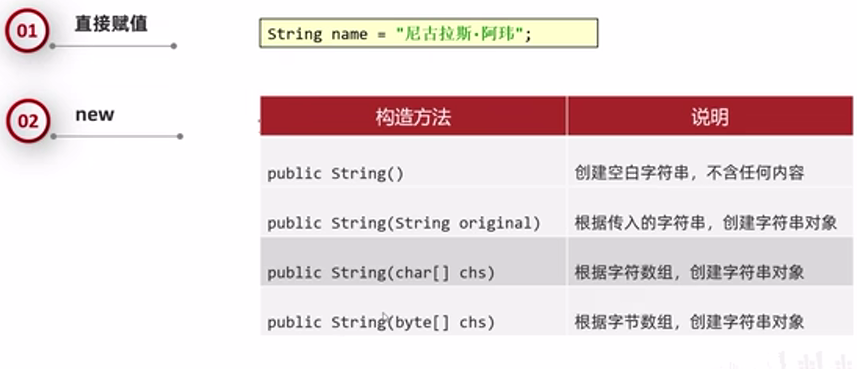 01 直接赋值
String name = "尼古拉斯·阿玮";
02 new
构造方法 说明
public String() 创建空白字符串，不含任何内容
public String(String original) 根据传入的字符串，创建字符串对象
public String(char[] chs) 根据字符数组，创建字符串对象
public String(byte[] chs) 根据字节数组，创建字符串对象